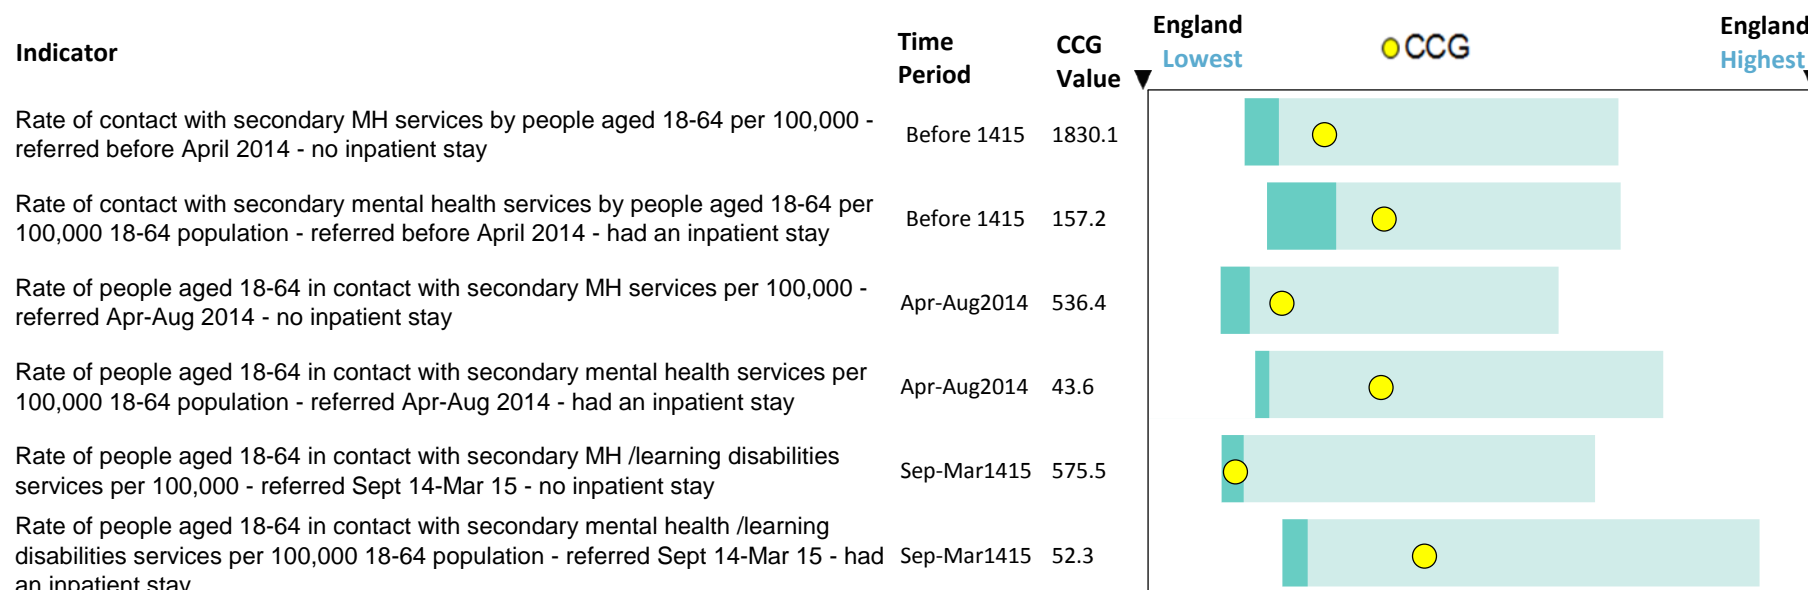 Indicator
Time
Period
CCG
Value
England
Lowest
CCG
England
Highest
Rate of contact with secondary MH services by people aged 18-64 per 100,000 -
referred before April 2014 - no inpatient stay
Before 1415
1830.1
Rate of contact with secondary mental health services by people aged 18-64 per
100,000 18-64 population - referred before April 2014 - had an inpatient stay
Before 1415
157.2
Rate of people aged 18-64 in contact with secondary MH services per 100,000 -
referred Apr-Aug 2014 - no inpatient stay
Apr-Aug2014
536.4
Rate of people aged 18-64 in contact with secondary mental health services per
100,000 18-64 population - referred Apr-Aug 2014 - had an inpatient stay
Apr-Aug2014
43.6
Rate of people aged 18-64 in contact with secondary MH /learning disabilities
services per 100,000 - referred Sept 14-Mar 15 - no inpatient stay
Sep-Mar1415
575.5
Rate of people aged 18-64 in contact with secondary mental health /learning
disabilities services per 100,000 18-64 population - referred Sept 14-Mar 15 - had
an inpatient stay
Sep-Mar1415
52.3